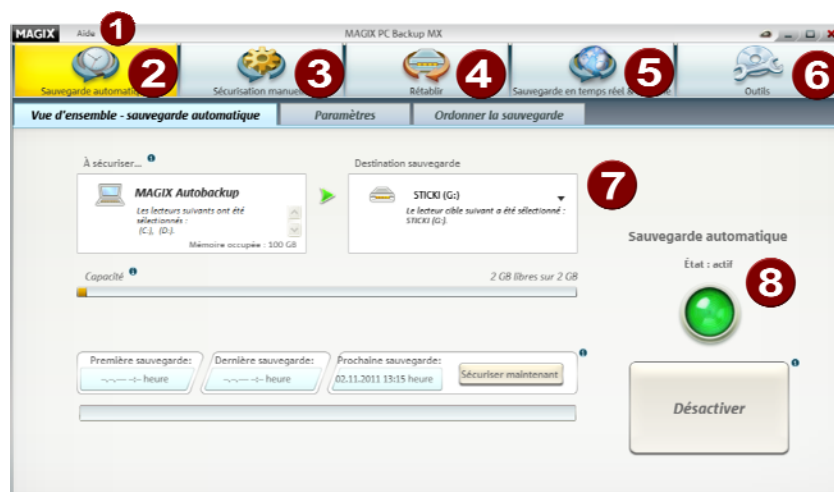 MAGIX Aide 1 MAGIX PC Backup MX
2 3 4 5 6
Sauvegarde automatique Sécurisation manuelle Rétablir Sauvegarde en temps réel & Outils
Vue d'ensemble - sauvegarde automatique Paramètres Ordonner la sauvegarde
À sécuriser... Destination sauvegarde
7
MAGIX Autobackup STICKI (G:)
Les lecteurs suivants ont été Le lecteur cible suivant a été sélectionné :
sélectionnés : STICKI (G:).
(C:), (D:).
Mémoire occupée : 100 GB
Sauvegarde automatique
État : actif
Capacité 2 GB libres sur 2 GB
8
Première sauvegarde: Dernière sauvegarde: Prochaine sauvegarde:
--.--.---- --:-- heure --.--.---- --:-- heure 02.11.2011 13:15 heure Sécuriser maintenant
Désactiver